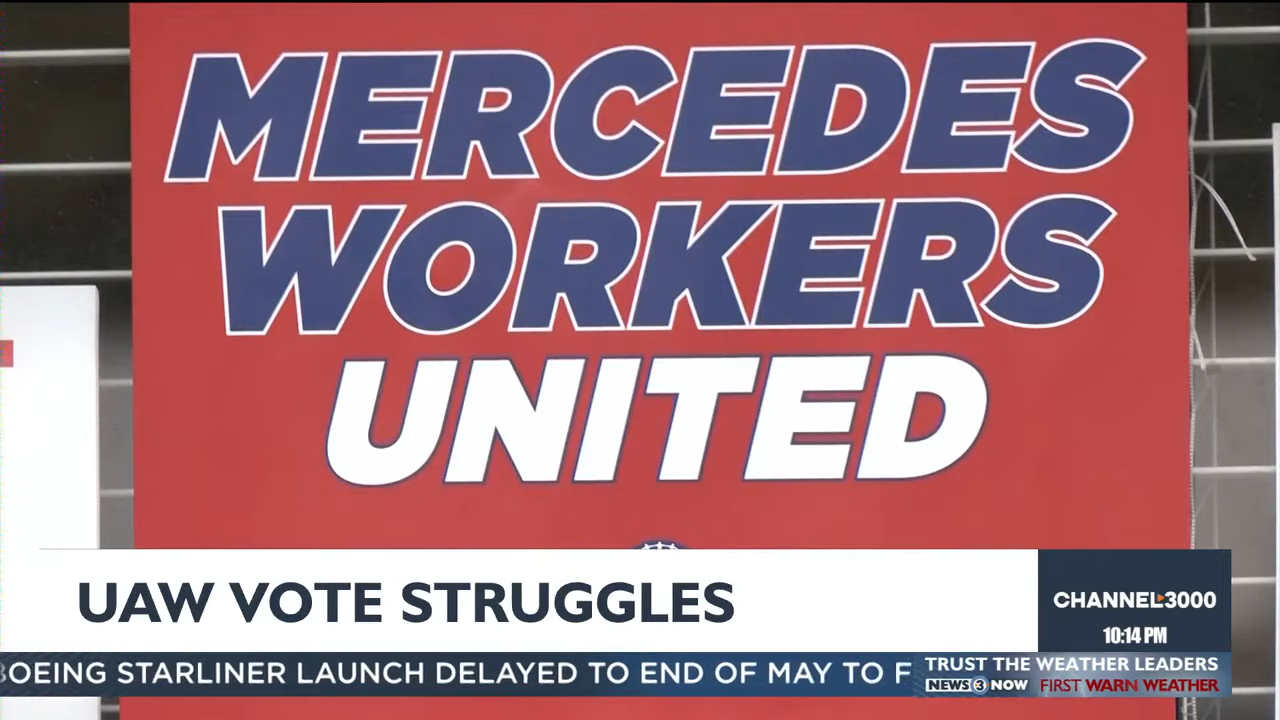 MERCEDES
WORKERS
UNITED
UAW VOTE STRUGGLES
CHANNEL3000
10:14 PM
BOEING STARLINER LAUNCH DELAYED TO END OF MAY TO F
TRUST THE WEATHER LEADERS
NEWS 3 NOW FIRST WARN WEATHER